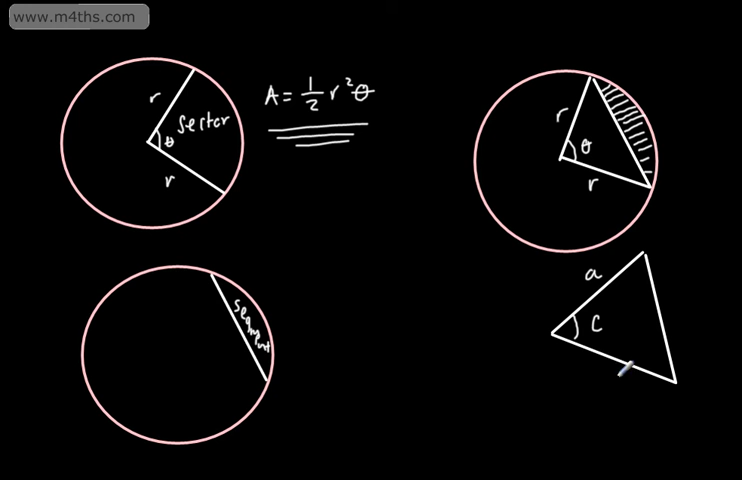 www.m4ths.com
r
sector
θ
r
A = 1/2 r²θ
r
θ
r
segment
a
C